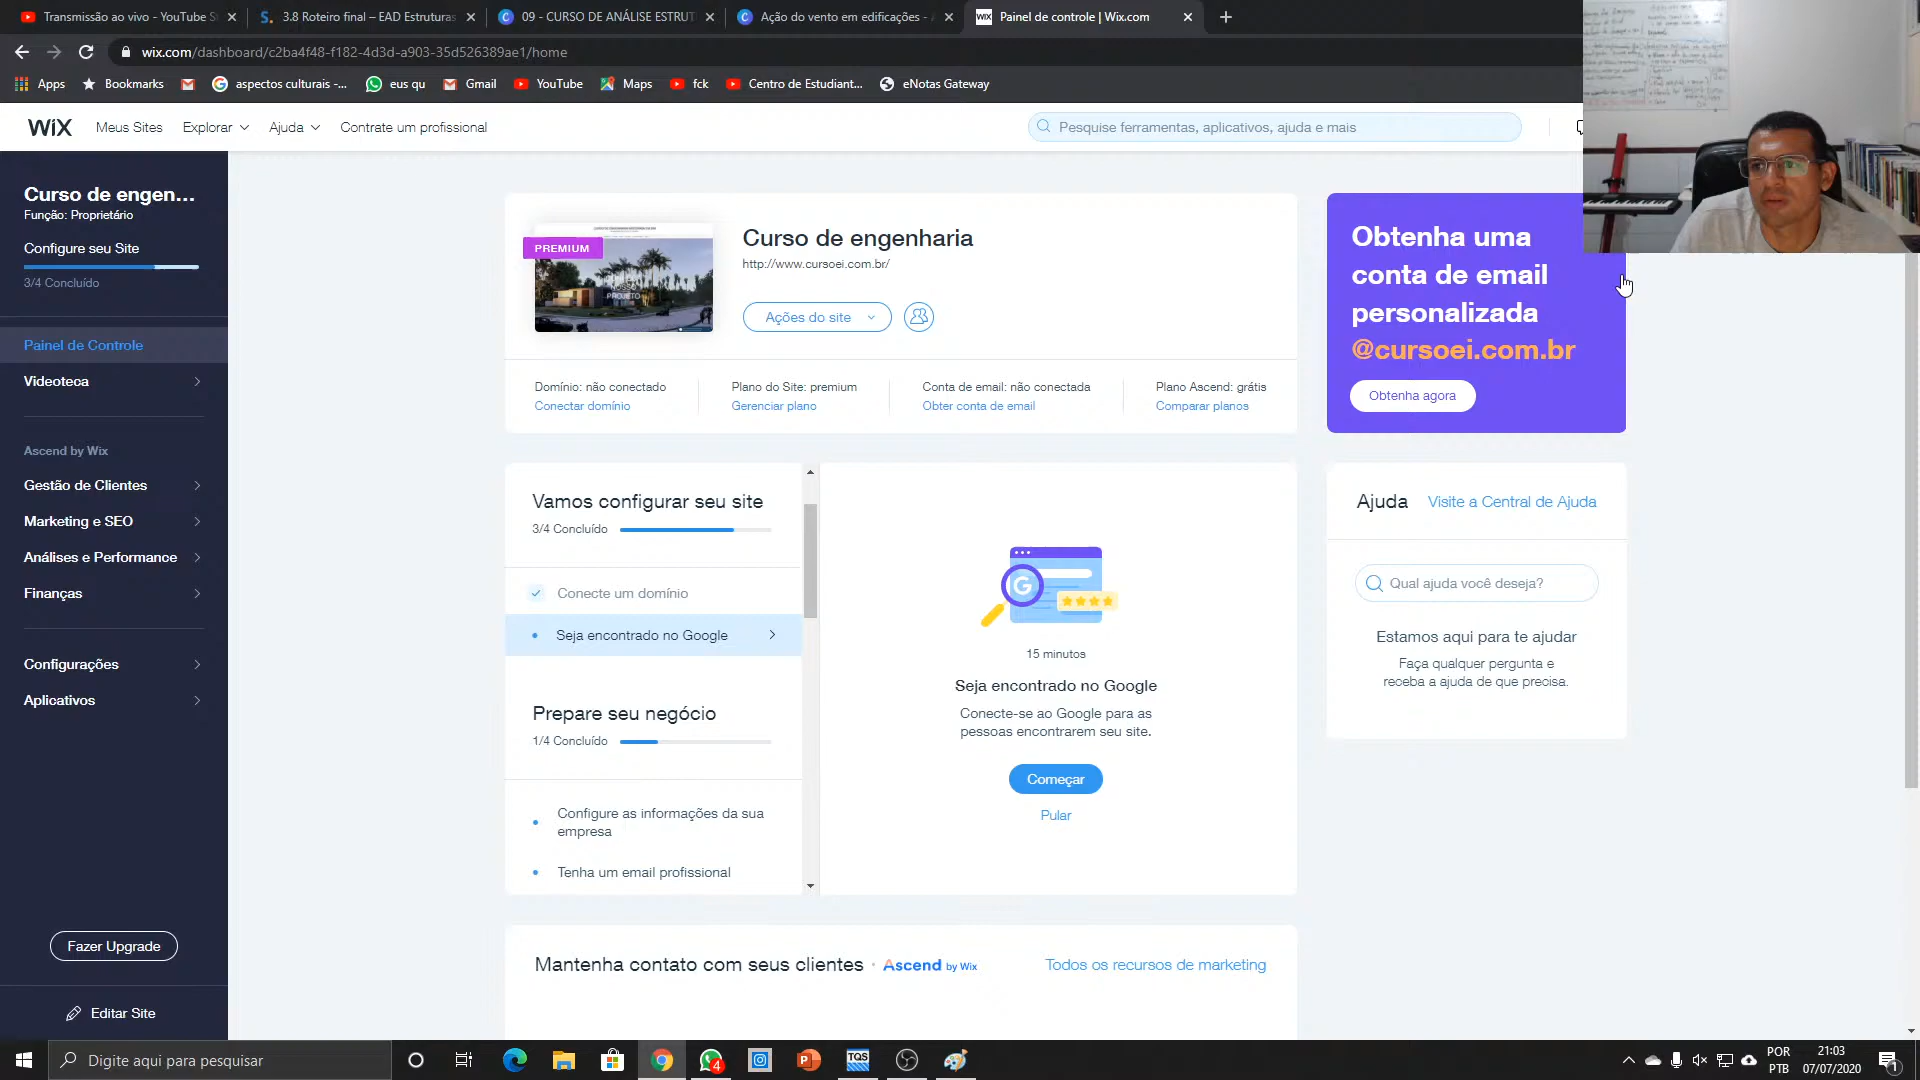 Transmissão ao vivo - YouTube S
3.8 Roteiro final – EAD Estruturas
09 - CURSO DE ANÁLISE ESTRUT
Ação do vento em edificações -
Painel de controle | Wix.com
wix.com/dashboard/c2ba4f48-f182-4d3d-a903-35d526389ae1/home
Apps
Bookmarks
aspectos culturais -...
eus qu
Gmail
YouTube
Maps
fck
Centro de Estudiant...
eNotas Gateway
WiX
Meus Sites
Explorar
Ajuda
Contrate um profissional
Pesquise ferramentas, aplicativos, ajuda e mais
Curso de engen...
Função: Proprietário
Configure seu Site
3/4 Concluído
Painel de Controle
Videoteca
Ascend by Wix
Gestão de Clientes
Marketing e SEO
Análises e Performance
Finanças
Configurações
Aplicativos
Fazer Upgrade
Editar Site
PREMIUM
Curso de engenharia
http://www.cursoei.com.br/
Ações do site
Domínio: não conectado
Conectar domínio
Plano do Site: premium
Gerenciar plano
Conta de email: não conectada
Obter conta de email
Plano Ascend: grátis
Comparar planos
Obtenha uma
conta de email
personalizada
@cursoei.com.br
Obtenha agora
Vamos configurar seu site
3/4 Concluído
Conecte um domínio
Seja encontrado no Google
Prepare seu negócio
1/4 Concluído
Configure as informações da sua
empresa
Tenha um email profissional
G
15 minutos
Seja encontrado no Google
Conecte-se ao Google para as
pessoas encontrarem seu site.
Começar
Pular
Ajuda
Visite a Central de Ajuda
Qual ajuda você deseja?
Estamos aqui para te ajudar
Faça qualquer pergunta e
receba a ajuda de que precisa.
Mantenha contato com seus clientes · Ascend by Wix
Todos os recursos de marketing
Digite aqui para pesquisar
4
TQS
POR
PTB
21:03
07/07/2020
1